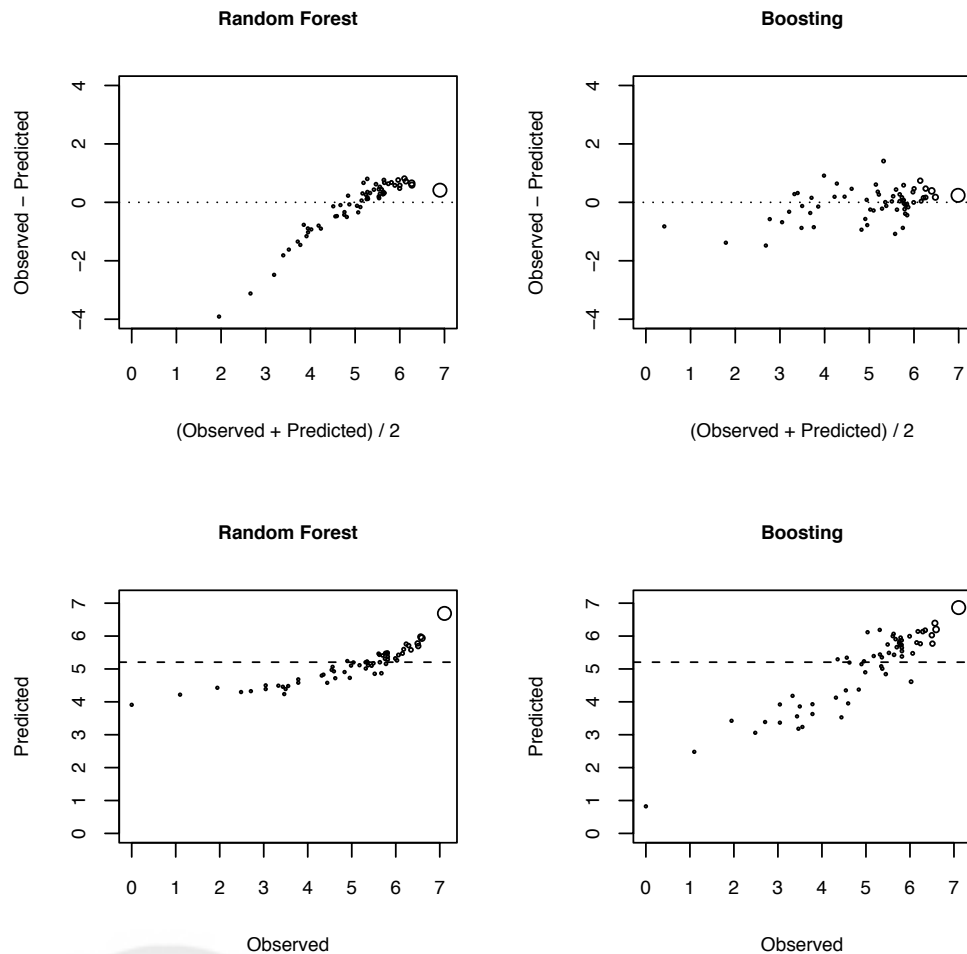 Random Forest
Observed − Predicted
4
2
0
−2
−4
0 1 2 3 4 5 6 7
(Observed + Predicted) / 2
Boosting
Observed − Predicted
4
2
0
−2
−4
0 1 2 3 4 5 6 7
(Observed + Predicted) / 2
Random Forest
Predicted
7
6
5
4
3
2
1
0
0 1 2 3 4 5 6 7
Observed
Boosting
Predicted
7
6
5
4
3
2
1
0
0 1 2 3 4 5 6 7
Observed